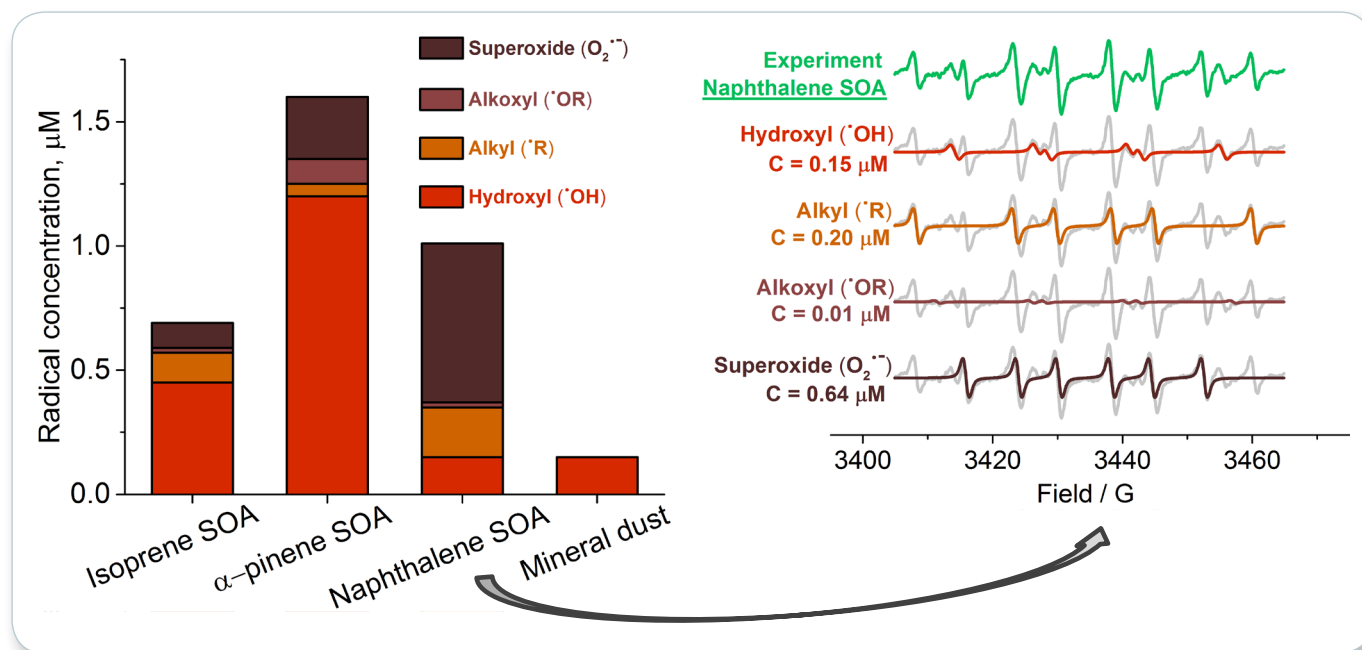 Superoxide (O₂˙⁻)
Alkoxyl (˙OR)
Alkyl (˙R)
Hydroxyl (˙OH)
Radical concentration, μM
1.5
1.0
0.5
0.0
Isoprene SOA
α–pinene SOA
Naphthalene SOA
Mineral dust
Experiment
Naphthalene SOA
Hydroxyl (˙OH)
C = 0.15 μM
Alkyl (˙R)
C = 0.20 μM
Alkoxyl (˙OR)
C = 0.01 μM
Superoxide (O₂˙⁻)
C = 0.64 μM
3400 3420 3440 3460
Field / G